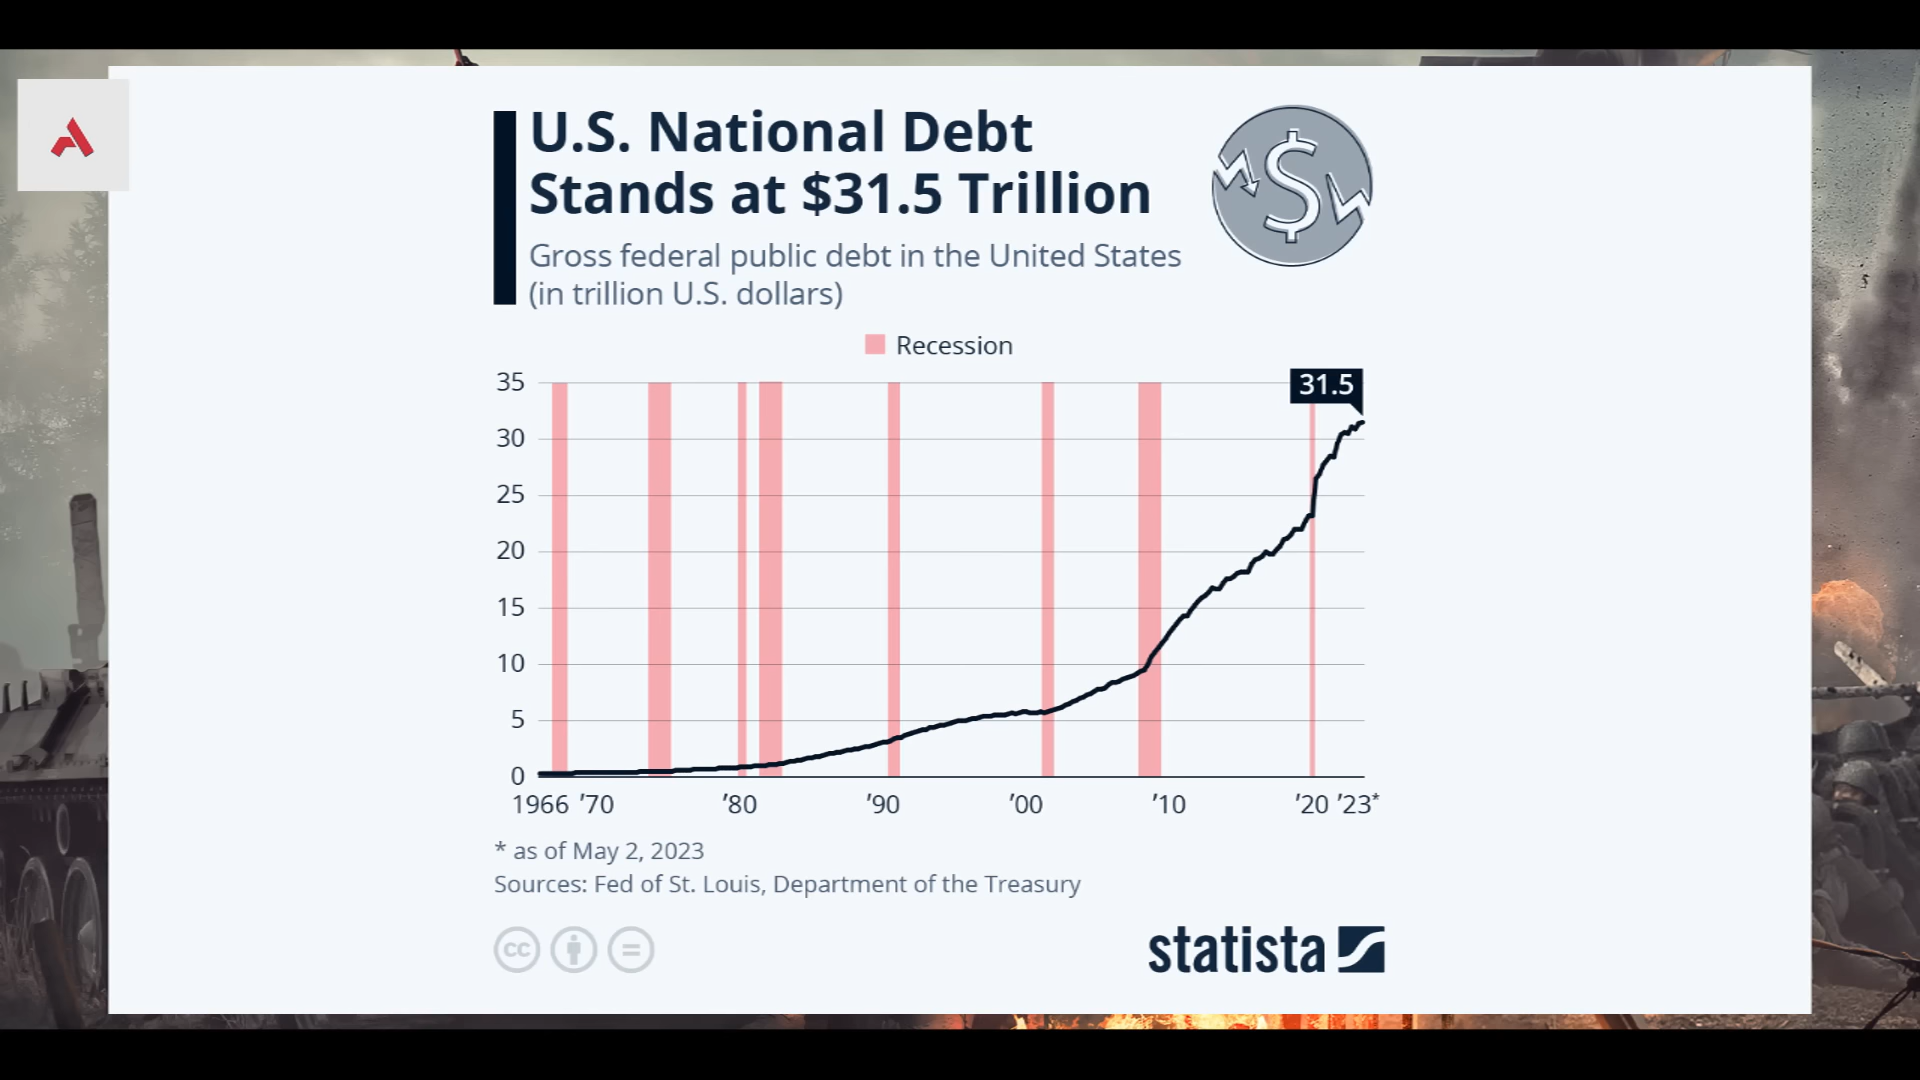 U.S. National Debt
Stands at $31.5 Trillion
Gross federal public debt in the United States
(in trillion U.S. dollars)
Recession
35
30
25
20
15
10
5
0
31.5
1966 '70 '80 '90 '00 '10 '20 '23*
* as of May 2, 2023
Sources: Fed of St. Louis, Department of the Treasury
cc
statista